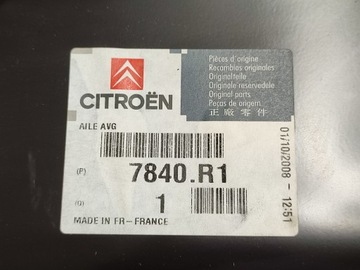 CITROËN
Pièces d'origine
Recambios originales
Originalteile
Originale reservedele
Original parts
Peças de origem
正廠零件
AILE AVG
(P) 7840.R1
(Q) 1
MADE IN FR-FRANCE
01/10/2008 - 12:51